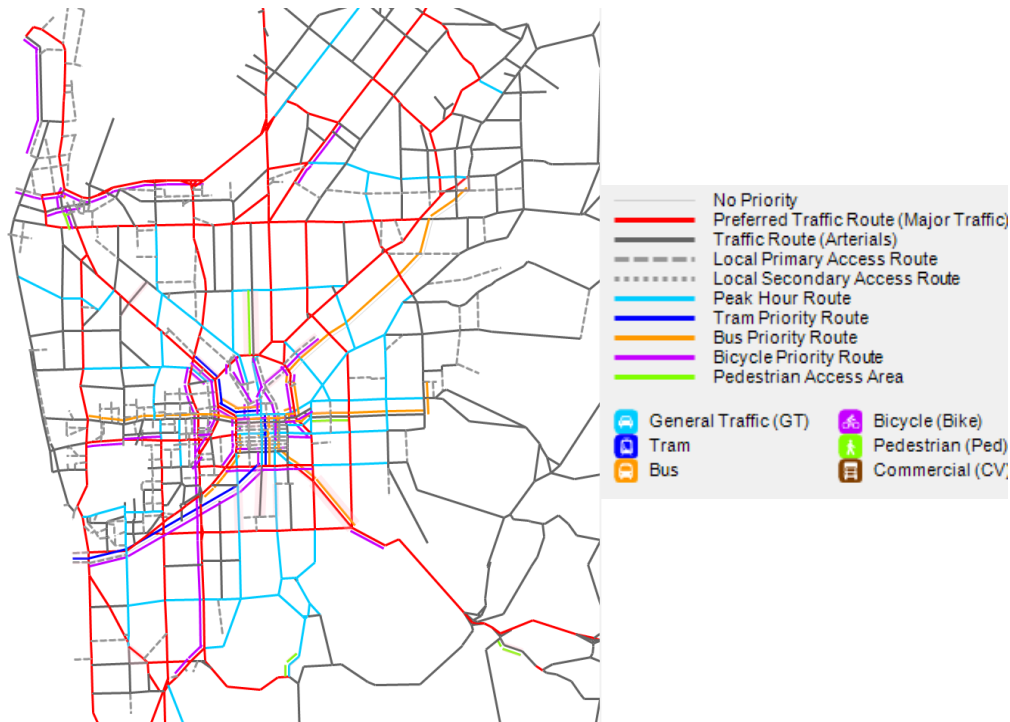 No Priority
Preferred Traffic Route (Major Traffic)
Traffic Route (Arterials)
Local Primary Access Route
Local Secondary Access Route
Peak Hour Route
Tram Priority Route
Bus Priority Route
Bicycle Priority Route
Pedestrian Access Area
General Traffic (GT) Bicycle (Bike)
Tram Pedestrian (Ped)
Bus Commercial (CV)